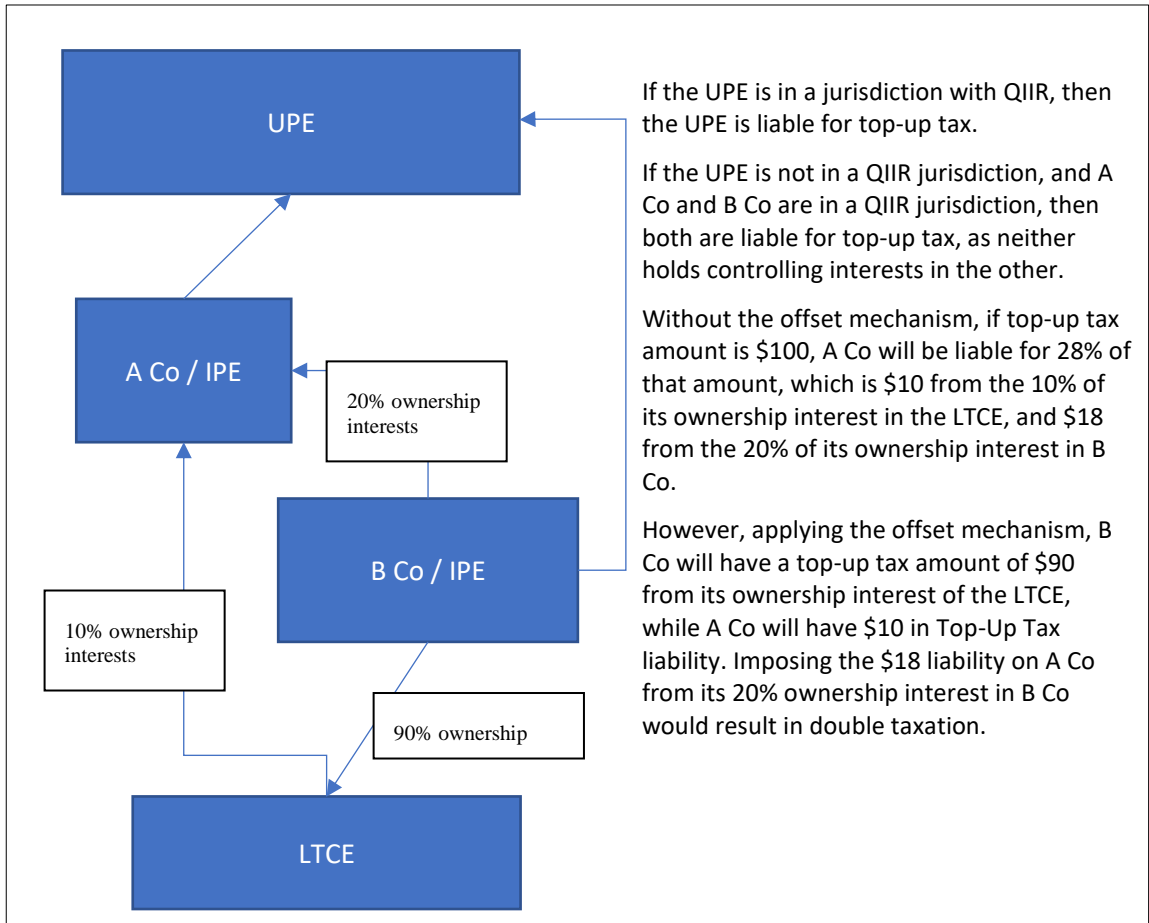 UPE
If the UPE is in a jurisdiction with QIIR, then
the UPE is liable for top-up tax.
If the UPE is not in a QIIR jurisdiction, and A
Co and B Co are in a QIIR jurisdiction, then
both are liable for top-up tax, as neither
holds controlling interests in the other.
Without the offset mechanism, if top-up tax
amount is $100, A Co will be liable for 28% of
that amount, which is $10 from the 10% of
its ownership interest in the LTCE, and $18
from the 20% of its ownership interest in B
Co.
However, applying the offset mechanism, B
Co will have a top-up tax amount of $90
from its ownership interest of the LTCE,
while A Co will have $10 in Top-Up Tax
liability. Imposing the $18 liability on A Co
from its 20% ownership interest in B Co
would result in double taxation.
A Co / IPE
20% ownership
interests
B Co / IPE
10% ownership
interests
90% ownership
LTCE